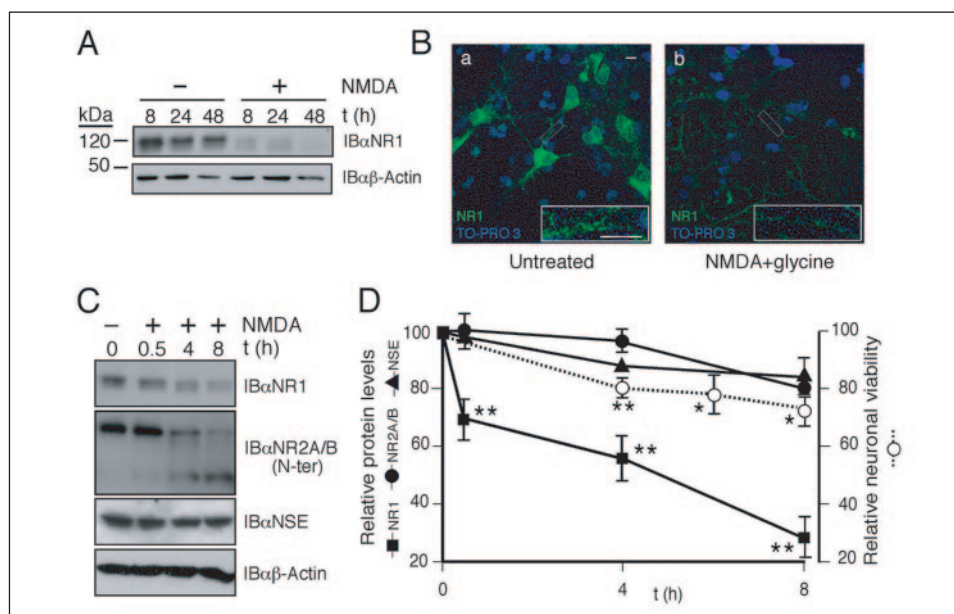 A
− + NMDA
kDa 8 24 48 8 24 48 t (h)
120 IBαNR1
50
IBαβ-Actin
B
a
NR1
TO-PRO 3
Untreated
b
NR1
TO-PRO 3
NMDA+glycine
C
− + + + NMDA
0 0.5 4 8 t (h)
IBαNR1
IBαNR2A/B
(N-ter)
IBαNSE
IBαβ-Actin
D
Relative protein levels
NR1 NR2A/B NSE
100
80
60
40
20
** ** **
** * *
0 4 8
t (h)
100
80
60
40
20
Relative neuronal viability